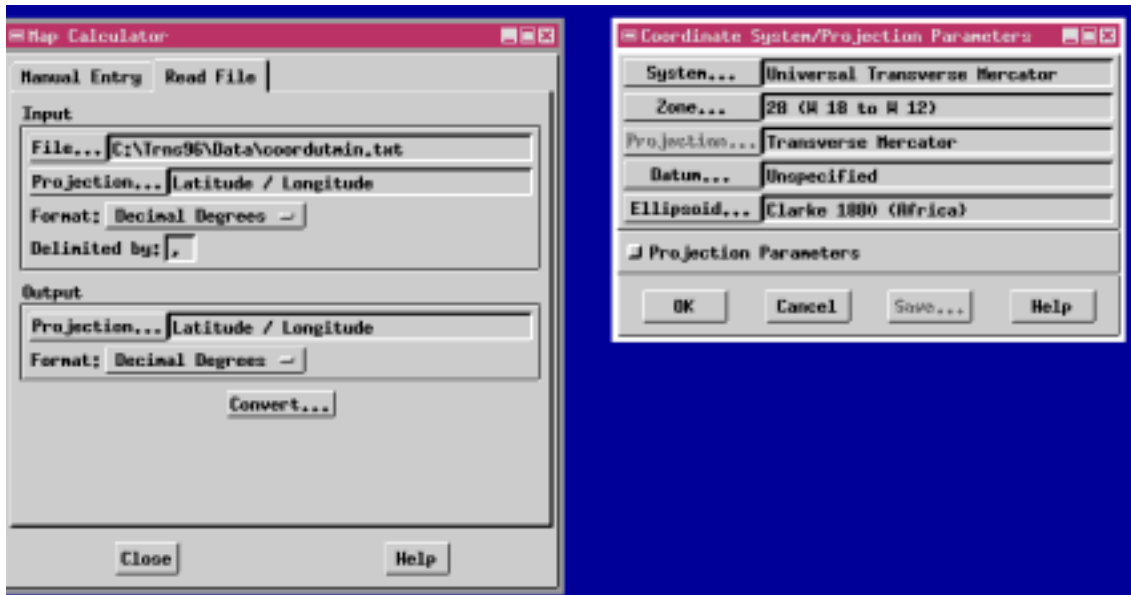 Map Calculator
Manual Entry Read File
Input
File... C:\Trns96\Data\coordutmin.txt
Projection... Latitude / Longitude
Format: Decimal Degrees
Delimited by: ,
Output
Projection... Latitude / Longitude
Format: Decimal Degrees
Convert...
Close Help
Coordinate System/Projection Parameters
System... Universal Transverse Mercator
Zone... 28 (W 18 to W 12)
Projection... Transverse Mercator
Datum... Unspecified
Ellipsoid... Clarke 1880 (Africa)
Projection Parameters
OK Cancel Save... Help